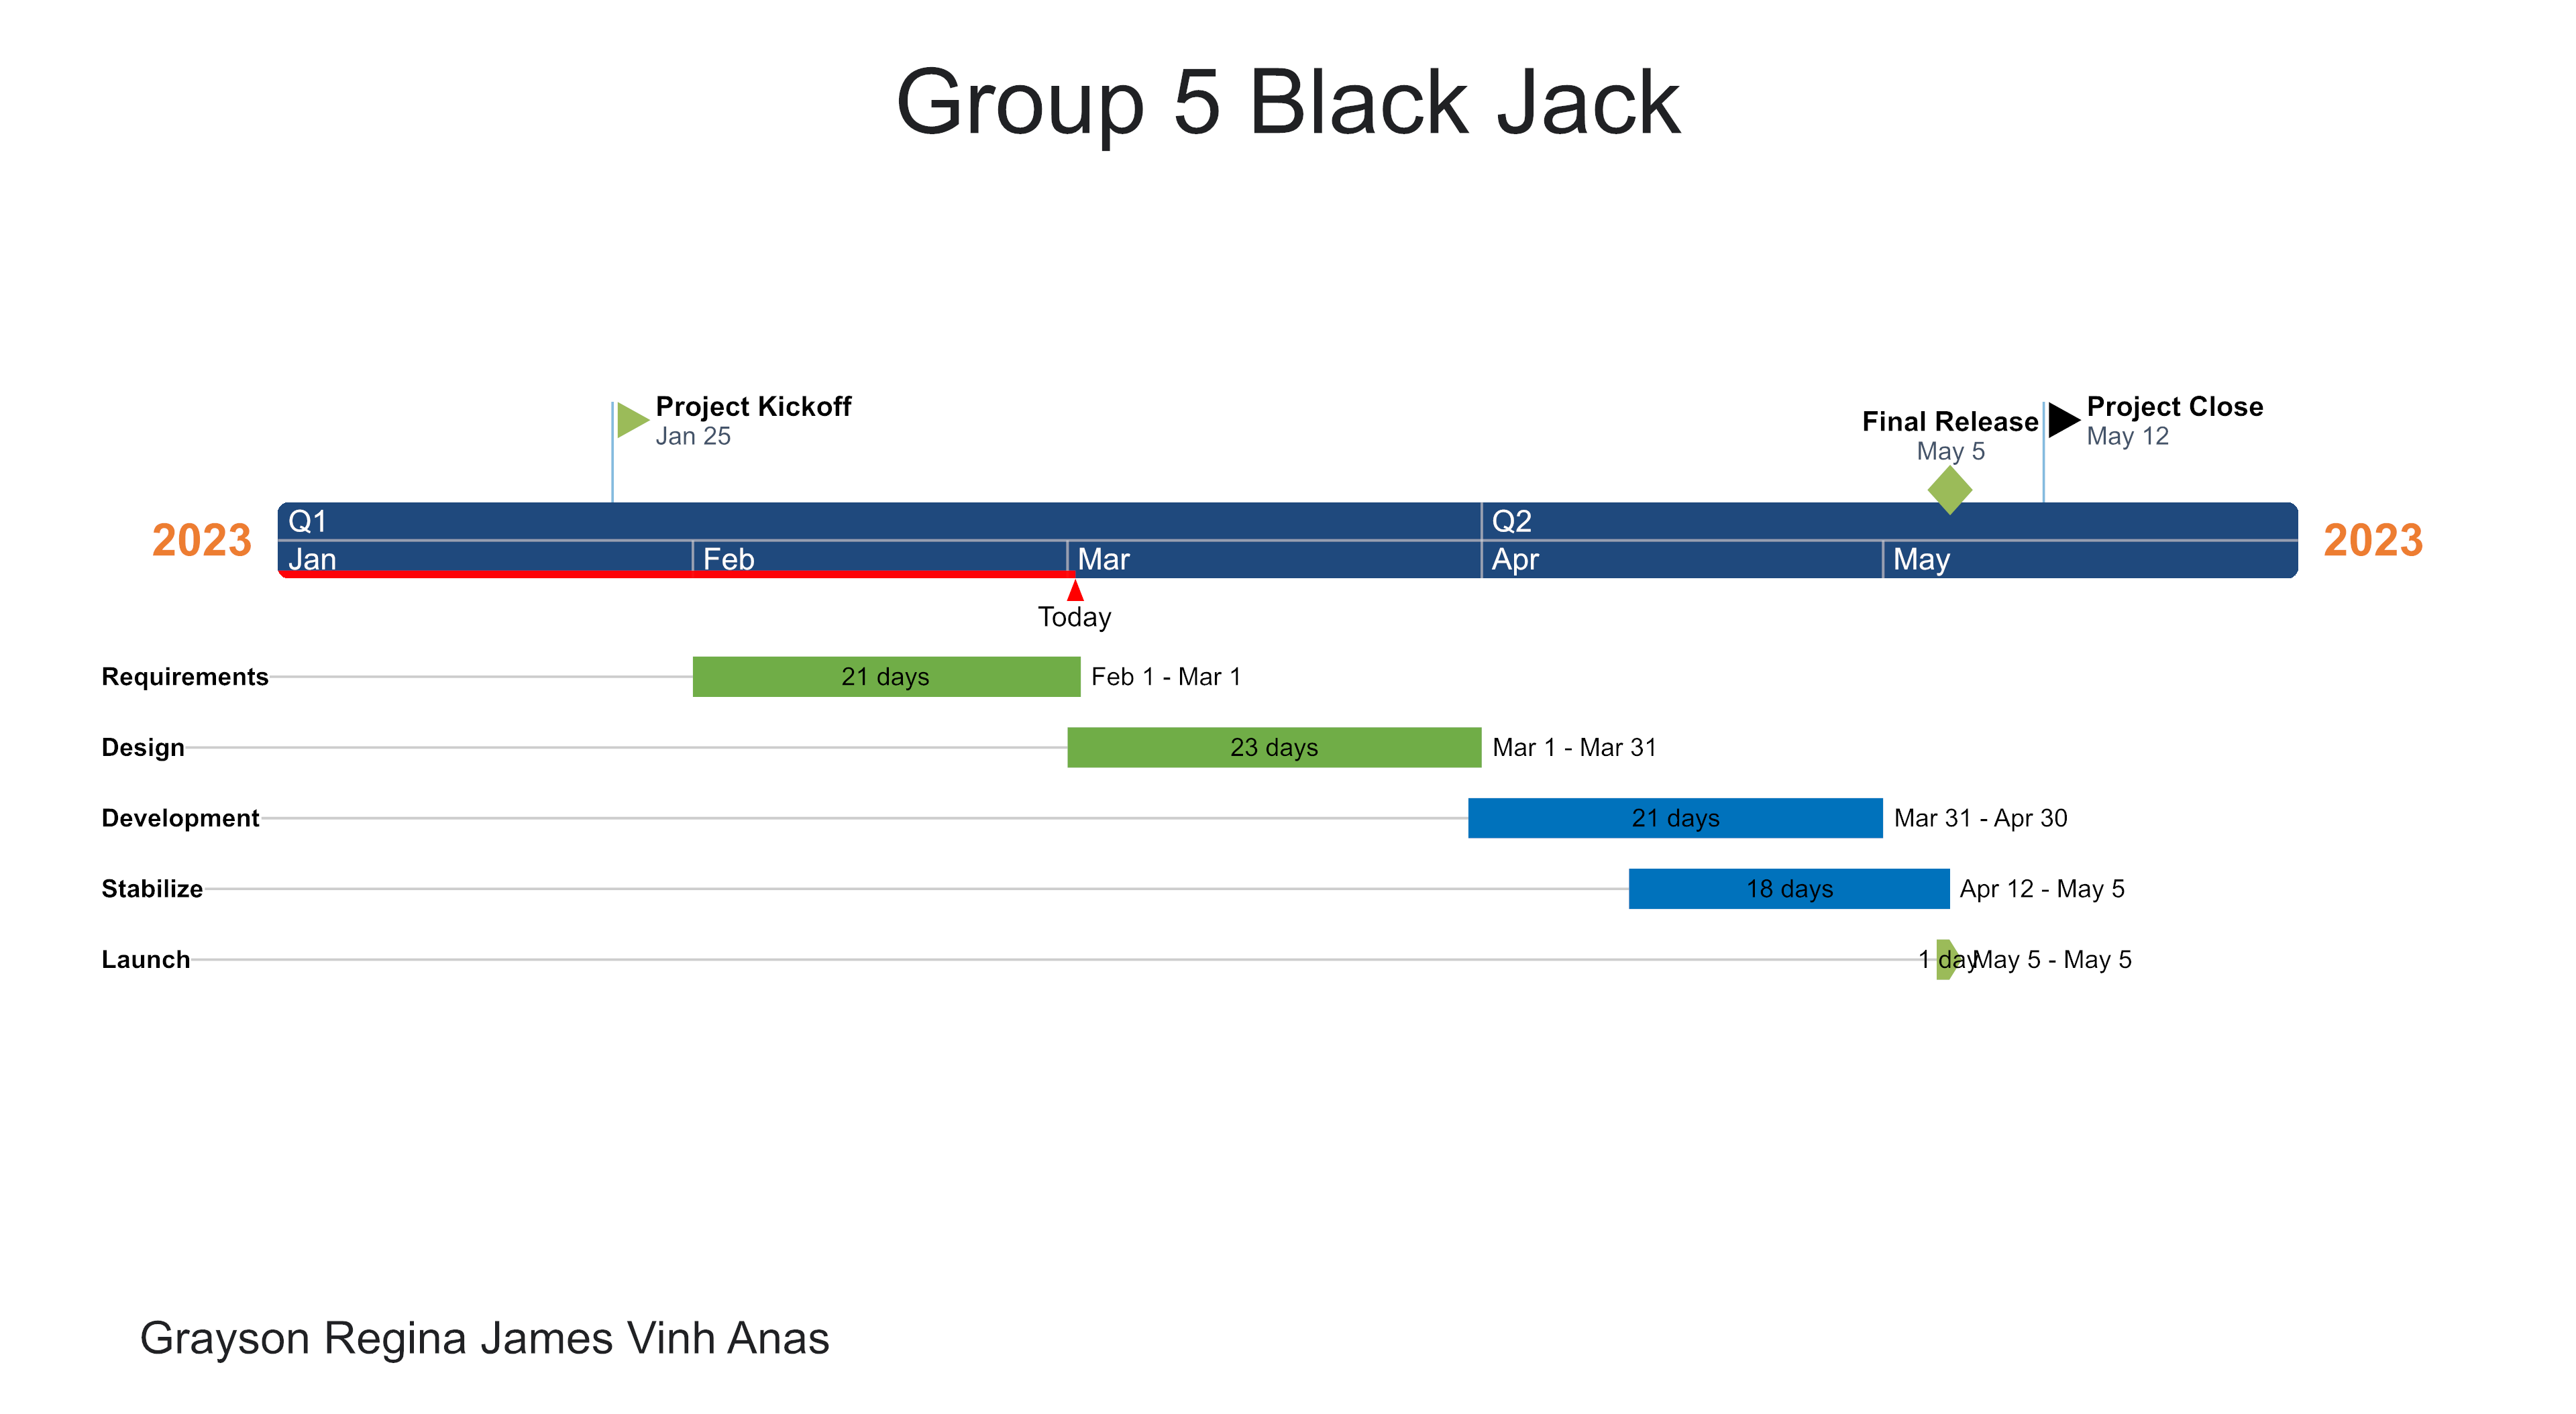 Group 5 Black Jack
Project Kickoff
Jan 25
Final Release
May 5
Project Close
May 12
2023
Q1
Q2
Jan
Feb
Mar
Apr
May
2023
Today
Requirements
21 days
Feb 1 - Mar 1
Design
23 days
Mar 1 - Mar 31
Development
21 days
Mar 31 - Apr 30
Stabilize
18 days
Apr 12 - May 5
Launch
1 day
May 5 - May 5
Grayson Regina James Vinh Anas